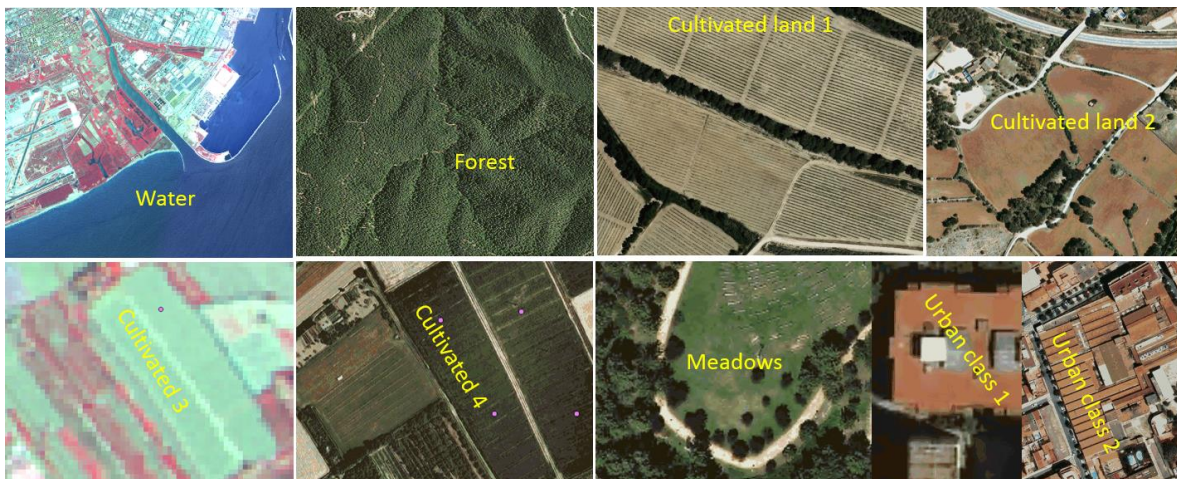 Water
Forest
Cultivated land 1
Cultivated land 2
Cultivated 3
Cultivated 4
Meadows
Urban class 1
Urban class 2